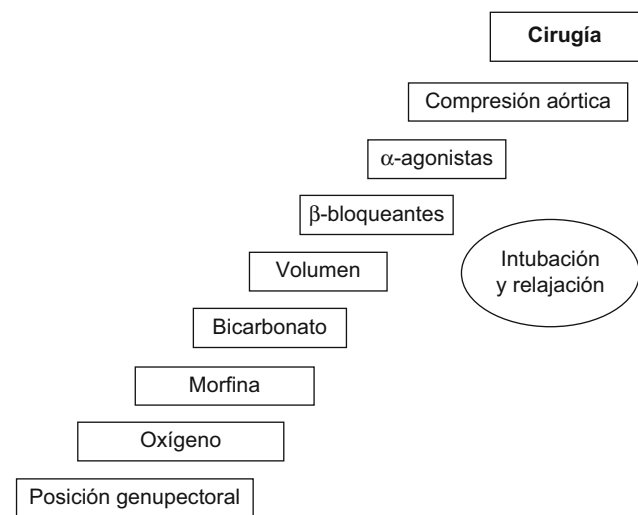 Cirugía
Compresión aórtica
α-agonistas
β-bloqueantes
Volumen
Intubación
y relajación
Bicarbonato
Morfina
Oxígeno
Posición genupectoral